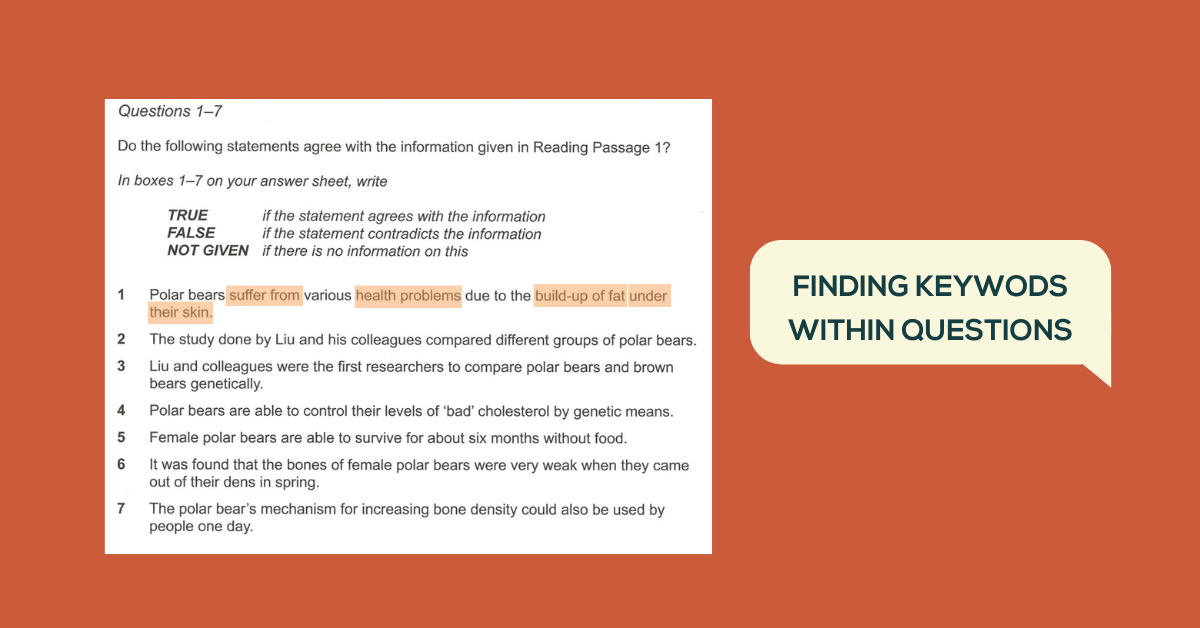 Questions 1–7
Do the following statements agree with the information given in Reading Passage 1?
In boxes 1–7 on your answer sheet, write
TRUE if the statement agrees with the information
FALSE if the statement contradicts the information
NOT GIVEN if there is no information on this
1 Polar bears suffer from various health problems due to the build-up of fat under
their skin.
2 The study done by Liu and his colleagues compared different groups of polar bears.
3 Liu and colleagues were the first researchers to compare polar bears and brown
bears genetically.
4 Polar bears are able to control their levels of ‘bad’ cholesterol by genetic means.
5 Female polar bears are able to survive for about six months without food.
6 It was found that the bones of female polar bears were very weak when they came
out of their dens in spring.
7 The polar bear’s mechanism for increasing bone density could also be used by
people one day.
FINDING KEYWODS
WITHIN QUESTIONS